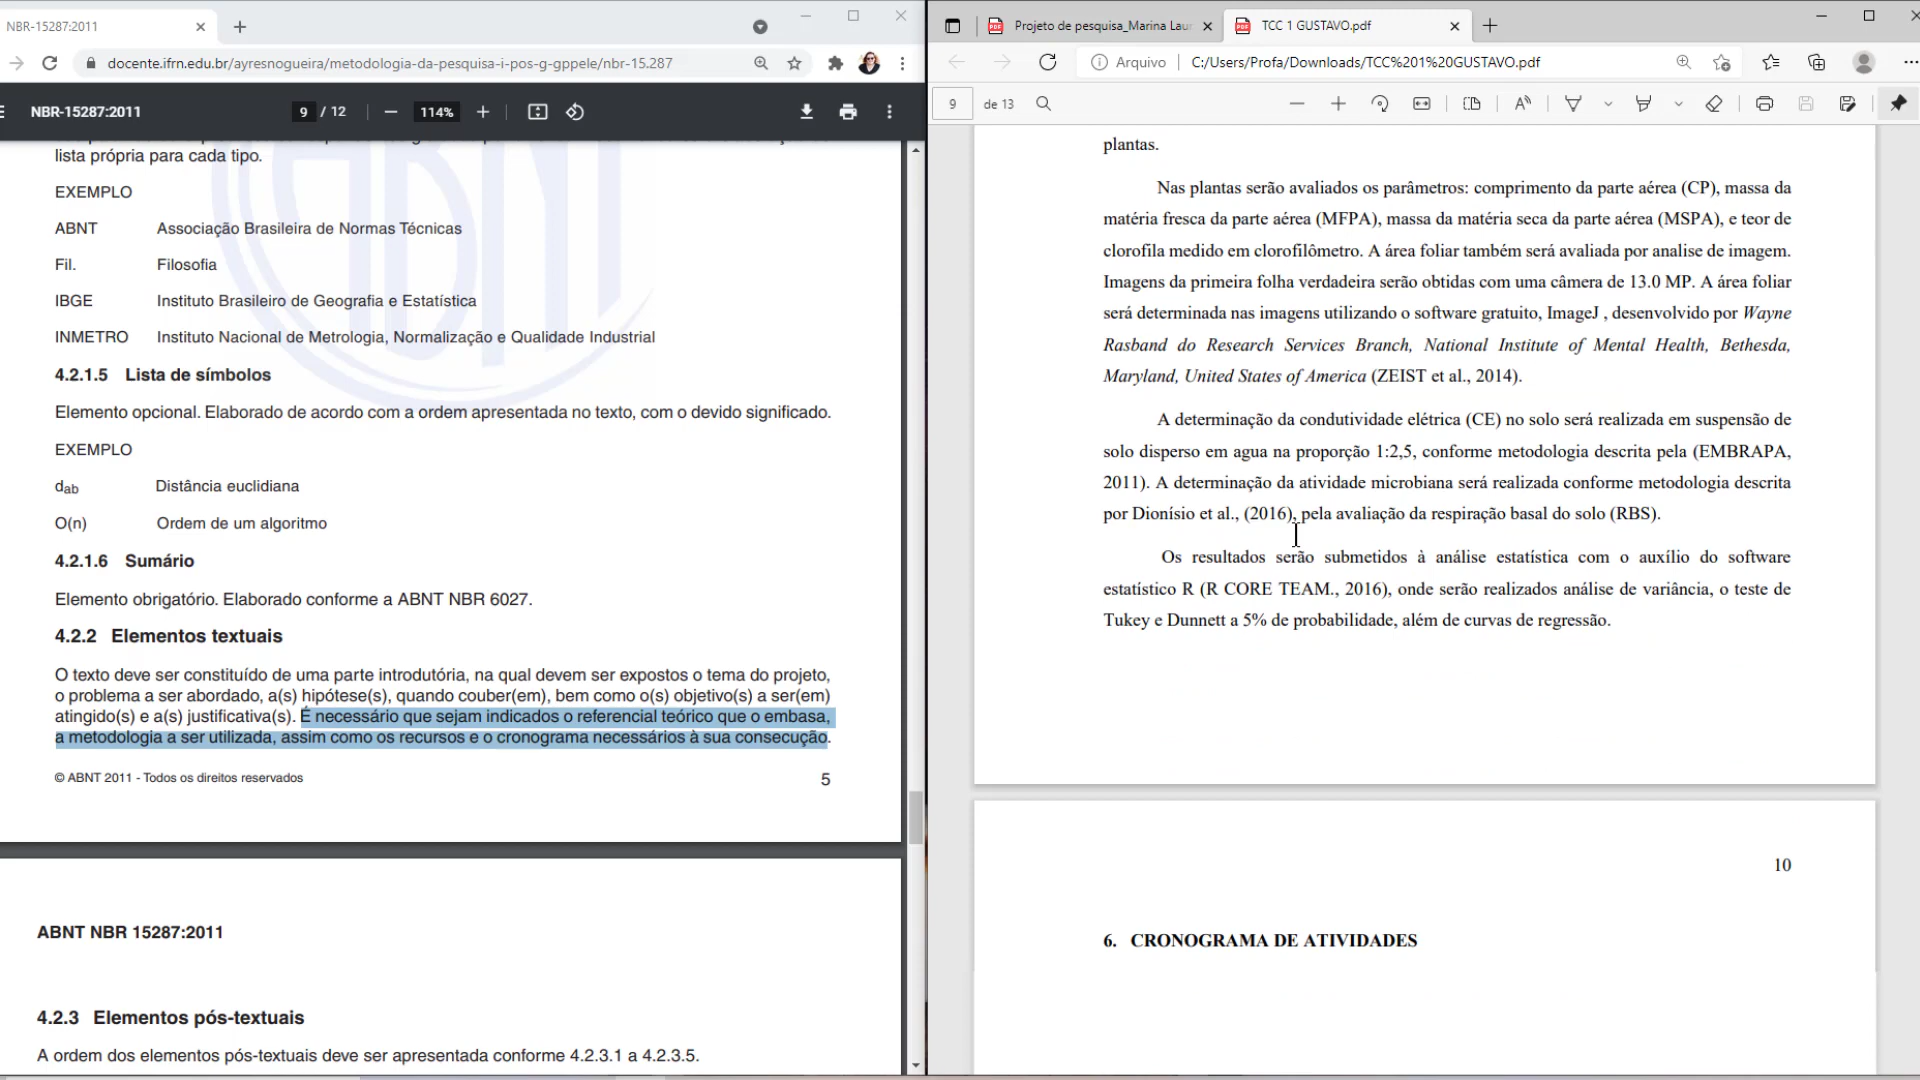 NBR-15287:2011
docente.ifrn.edu.br/ayresnogueira/metodologia-da-pesquisa-i-pos-g-gppele/nbr-15.287
NBR-15287:2011
9 / 12
114%
lista própria para cada tipo.
EXEMPLO
ABNT Associação Brasileira de Normas Técnicas
Fil. Filosofia
IBGE Instituto Brasileiro de Geografia e Estatística
INMETRO Instituto Nacional de Metrologia, Normalização e Qualidade Industrial
4.2.1.5 Lista de símbolos
Elemento opcional. Elaborado de acordo com a ordem apresentada no texto, com o devido significado.
EXEMPLO
dab Distância euclidiana
O(n) Ordem de um algoritmo
4.2.1.6 Sumário
Elemento obrigatório. Elaborado conforme a ABNT NBR 6027.
4.2.2 Elementos textuais
O texto deve ser constituído de uma parte introdutória, na qual devem ser expostos o tema do projeto,
o problema a ser abordado, a(s) hipótese(s), quando couber(em), bem como o(s) objetivo(s) a ser(em)
atingido(s) e a(s) justificativa(s). É necessário que sejam indicados o referencial teórico que o embasa,
a metodologia a ser utilizada, assim como os recursos e o cronograma necessários à sua consecução.
© ABNT 2011 - Todos os direitos reservados
5
ABNT NBR 15287:2011
4.2.3 Elementos pós-textuais
A ordem dos elementos pós-textuais deve ser apresentada conforme 4.2.3.1 a 4.2.3.5.
Projeto de pesquisa_Marina Lau
TCC 1 GUSTAVO.pdf
Arquivo
C:/Users/Profa/Downloads/TCC%201%20GUSTAVO.pdf
9 de 13
plantas.
Nas plantas serão avaliados os parâmetros: comprimento da parte aérea (CP), massa da
matéria fresca da parte aérea (MFPA), massa da matéria seca da parte aérea (MSPA), e teor de
clorofila medido em clorofilômetro. A área foliar também será avaliada por analise de imagem.
Imagens da primeira folha verdadeira serão obtidas com uma câmera de 13.0 MP. A área foliar
será determinada nas imagens utilizando o software gratuito, ImageJ , desenvolvido por Wayne
Rasband do Research Services Branch, National Institute of Mental Health, Bethesda,
Maryland, United States of America (ZEIST et al., 2014).
A determinação da condutividade elétrica (CE) no solo será realizada em suspensão de
solo disperso em agua na proporção 1:2,5, conforme metodologia descrita pela (EMBRAPA,
2011). A determinação da atividade microbiana será realizada conforme metodologia descrita
por Dionísio et al., (2016), pela avaliação da respiração basal do solo (RBS).
Os resultados serão submetidos à análise estatística com o auxílio do software
estatístico R (R CORE TEAM., 2016), onde serão realizados análise de variância, o teste de
Tukey e Dunnett a 5% de probabilidade, além de curvas de regressão.
10
6. CRONOGRAMA DE ATIVIDADES